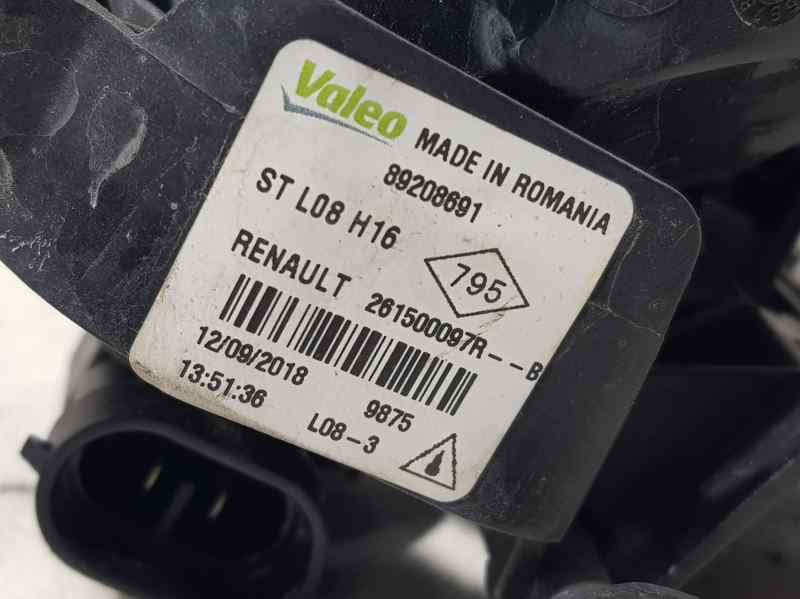 Valeo
MADE IN ROMANIA
89208691
ST L08 H16
795
RENAULT 261500097R--B
12/09/2018
13:51:36
9875
L08-3